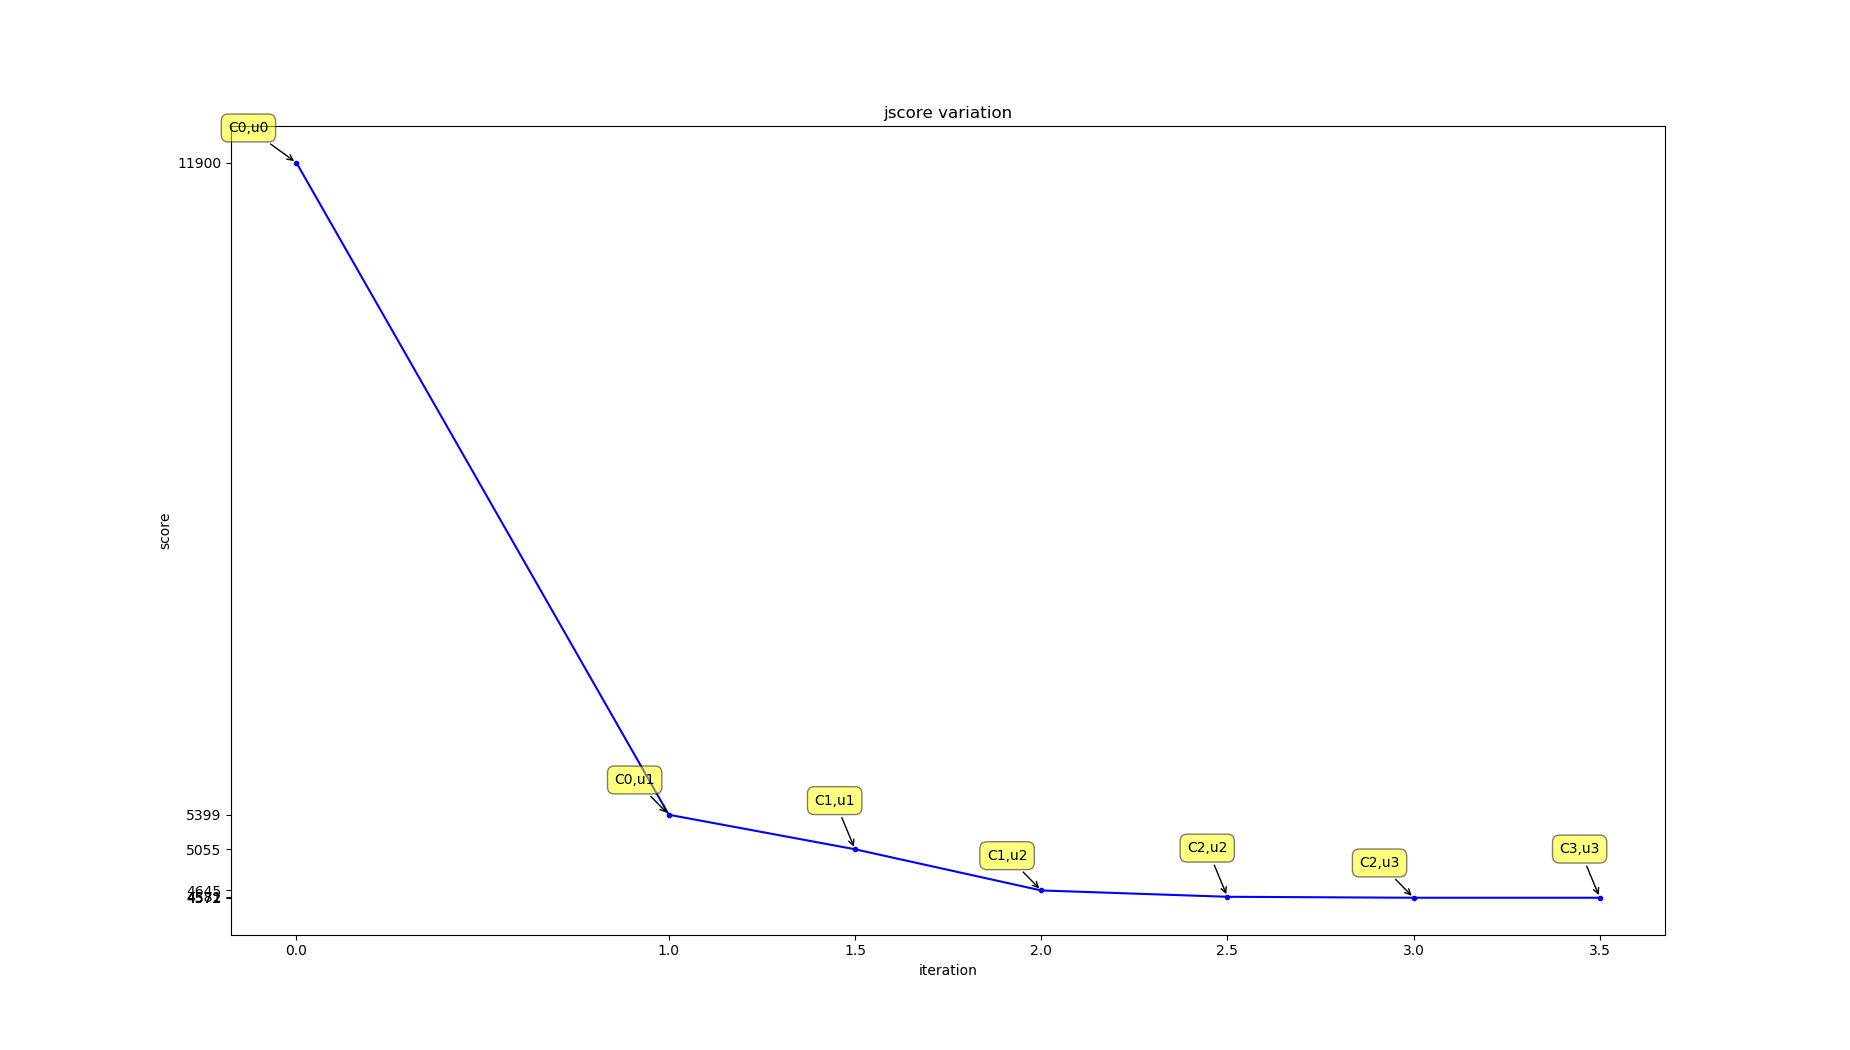 jscore variation
C0,u0
11900
score
C0,u1
C1,u1
5399
5055
C1,u2
C2,u2
C2,u3
C3,u3
4645
0.0
1.0
1.5
2.0
2.5
3.0
3.5
iteration